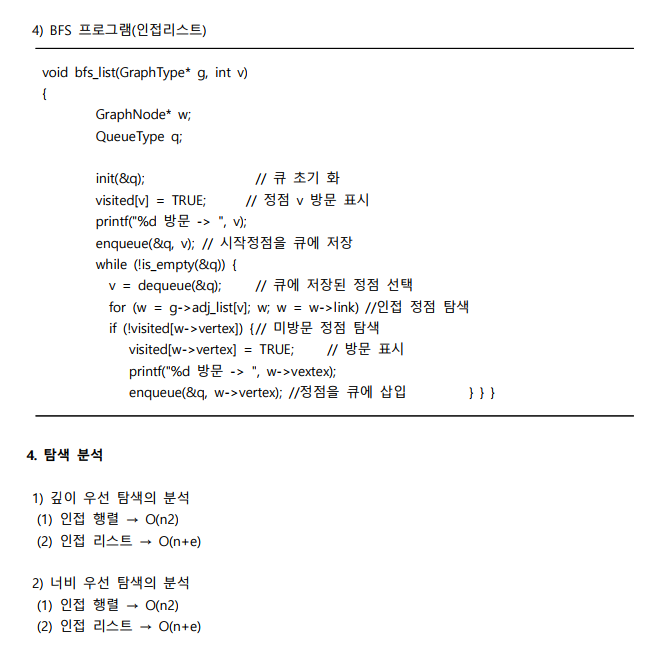 4) BFS 프로그램(인접리스트)
void bfs_list(GraphType* g, int v)
{
GraphNode* w;
QueueType q;
init(&q); // 큐 초기 화
visited[v] = TRUE; // 정점 v 방문 표시
printf("%d 방문 -> ", v);
enqueue(&q, v); // 시작정점을 큐에 저장
while (!is_empty(&q)) {
v = dequeue(&q); // 큐에 저장된 정점 선택
for (w = g->adj_list[v]; w; w = w->link) //인접 정점 탐색
if (!visited[w->vertex]) {// 미방문 정점 탐색
visited[w->vertex] = TRUE; // 방문 표시
printf("%d 방문 -> ", w->vextex);
enqueue(&q, w->vertex); //정점을 큐에 삽입 } } }
4. 탐색 분석
1) 깊이 우선 탐색의 분석
(1) 인접 행렬 → O(n2)
(2) 인접 리스트 → O(n+e)
2) 너비 우선 탐색의 분석
(1) 인접 행렬 → O(n2)
(2) 인접 리스트 → O(n+e)